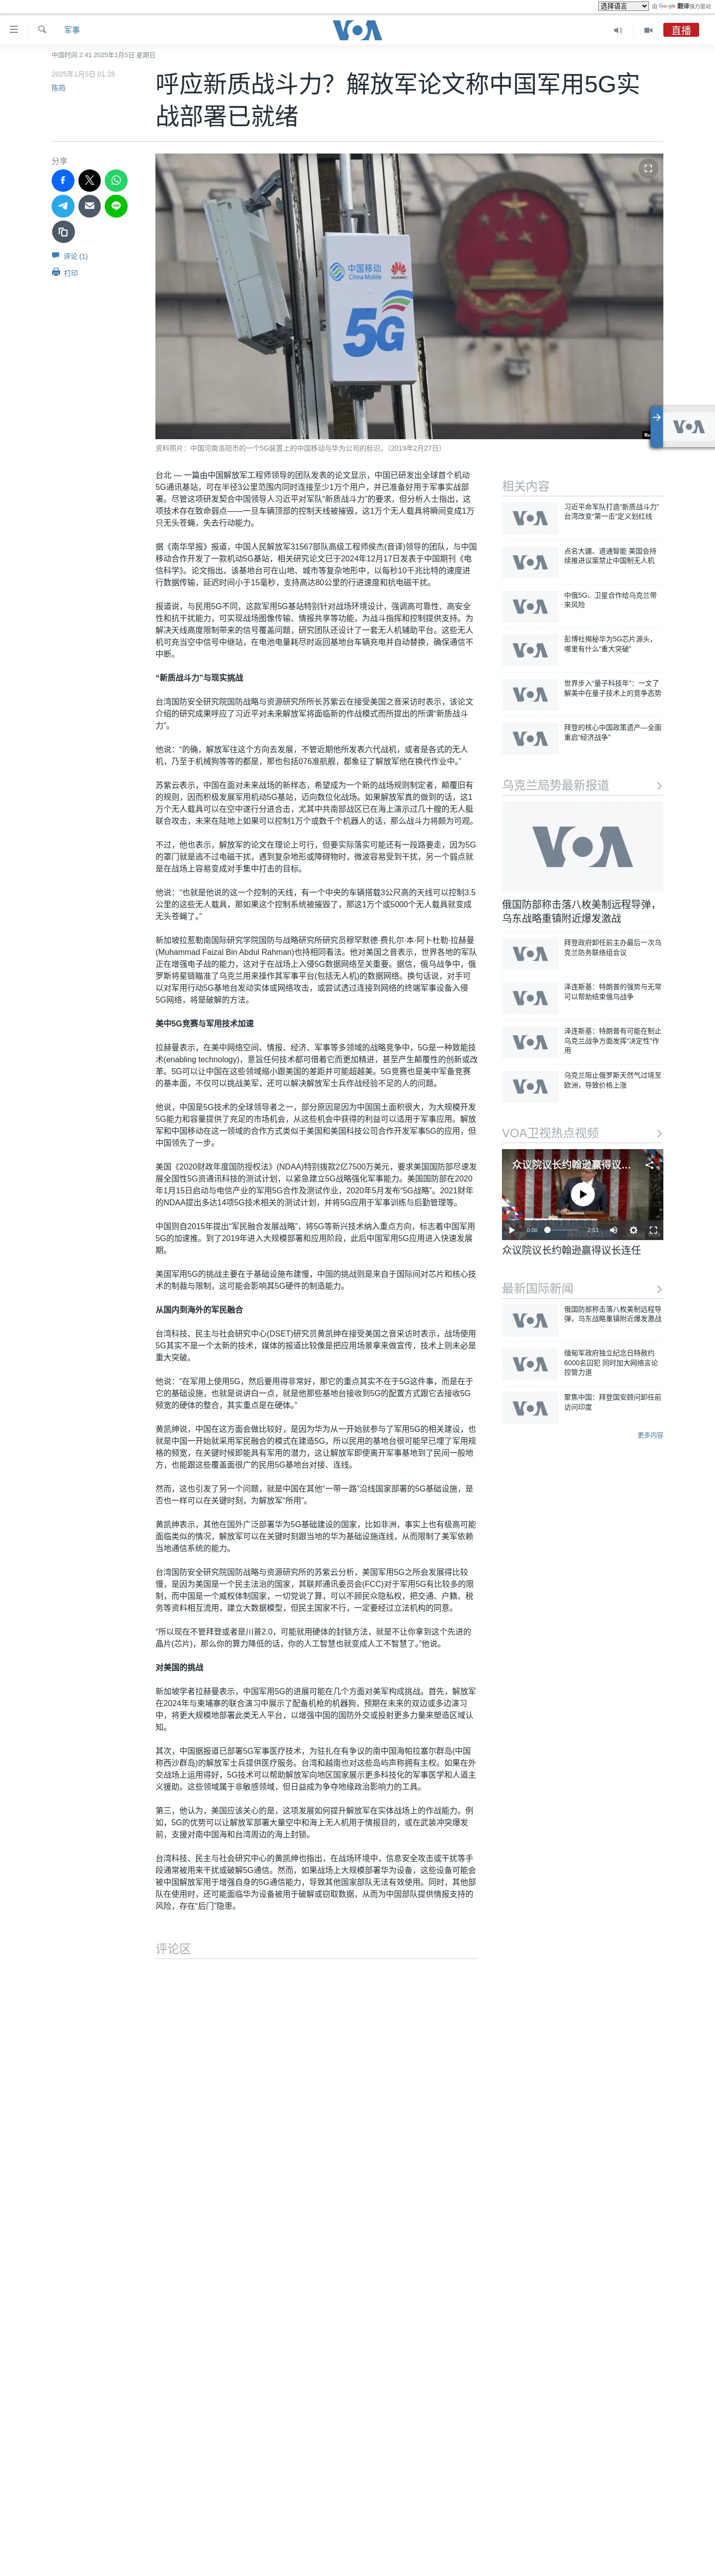 选择语言
由 Google 翻译强力驱动
军事
VOA
直播
中国时间 2:41 2025年1月5日 星期日
2025年1月5日 01:28
陈筠
呼应新质战斗力？解放军论文称中国军用5G实
战部署已就绪
分享
评论 (1)
打印
中国移动
China Mobile
HUAWEI
5G
资料照片：中国河南洛阳市的一个5G装置上的中国移动与华为公司的标识。（2019年2月27日）
台北 — 一篇由中国解放军工程师领导的团队发表的论文显示，中国已研发出全球首个机动
5G通讯基站，可在半径3公里范围内同时连接至少1万个用户，并已准备好用于军事实战部
署。尽管这项研发契合中国领导人习近平对军队“新质战斗力”的要求，但分析人士指出，这
项技术存在致命弱点——一旦车辆顶部的控制天线被摧毁，这1万个无人载具将瞬间变成1万
只无头苍蝇，失去行动能力。
据《南华早报》报道，中国人民解放军31567部队高级工程师侯杰(音译)领导的团队，与中国
移动合作开发了一款机动5G基站，相关研究论文已于2024年12月17日发表于中国期刊《电
信科学》。论文指出，该基地台可在山地、城市等复杂地形中，以每秒10千兆比特的速度进
行数据传输，延迟时间小于15毫秒，支持高达80公里的行进速度和抗电磁干扰。
报道说，与民用5G不同，这款军用5G基站特别针对战场环境设计，强调高可靠性、高安全
性和抗干扰能力，可实现战场图像传输、情报共享等功能，为战斗指挥和控制提供支持。为
解决天线高度限制带来的信号覆盖问题，研究团队还设计了一套无人机辅助平台。这些无人
机可充当空中信号中继站，在电池电量耗尽时返回基地台车辆充电并自动替换，确保通信不
中断。
“新质战斗力”与现实挑战
台湾国防安全研究院国防战略与资源研究所所长苏紫云在接受美国之音采访时表示，该论文
介绍的研究成果呼应了习近平对未来解放军将面临新的作战模式而所提出的所谓“新质战斗
力”。
他说：“的确，解放军往这个方向去发展，不管近期他所发表六代战机，或者是各式的无人
机，乃至于机械狗等等的都是，那也包括076准航舰，都象征了解放军他在换代作业中。”
苏紫云表示，中国在面对未来战场的新样态，希望成为一个新的战场规则制定者，颠覆旧有
的规则，因而积极发展军用机动5G基站，迈向数位化战场。如果解放军真的做到的话，这1
万个无人载具可以在空中遂行分进合击，尤其中共南部战区已在海上演示过几十艘的无人艇
联合攻击，未来在陆地上如果可以控制1万个或数千个机器人的话，那么战斗力将颇为可观。
不过，他也表示，解放军的论文在理论上可行，但要实际落实可能还有一段路要走，因为5G
的罩门就是逃不过电磁干扰，遇到复杂地形或障碍物时，微波容易受到干扰，另一个弱点就
是在战场上容易变成对手集中打击的目标。
他说：“也就是他说的这一个控制的天线，有一个中央的车辆搭载3公尺高的天线可以控制3.5
公里的这些无人载具，那如果这个控制系统被摧毁了，那这1万个或5000个无人载具就变成
无头苍蝇了。”
新加坡拉惹勒南国际研究学院国防与战略研究所研究员穆罕默德·费扎尔·本·阿卜杜勒·拉赫曼
(Muhammad Faizal Bin Abdul Rahman)也持相同看法。他对美国之音表示，世界各地的军队
正在增强电子战的能力，这对于在战场上入侵5G数据网络至关重要。据信，俄乌战争中，俄
罗斯将星链瞄准了乌克兰用来操作其军事平台(包括无人机)的数据网络。换句话说，对手可
以对军用行动5G基地台发动实体或网络攻击，或尝试透过连接到网络的终端军事设备入侵
5G网络，将是破解的方法。
美中5G竞赛与军用技术加速
拉赫曼表示，在美中网络空间、情报、经济、军事等多领域的战略竞争中，5G是一种致能技
术(enabling technology)，意旨任何技术都可借着它而更加精进，甚至产生颠覆性的创新或改
革。5G可以让中国在这些领域缩小跟美国的差距并可能超越美。5G竞赛也是美中军备竞赛
的基本面，不仅可以挑战美军，还可以解决解放军士兵作战经验不足的人的问题。
他说，中国是5G技术的全球领导者之一，部分原因是因为中国国土面积很大，为大规模开发
5G能力和容量提供了充足的市场机会，从这些机会中获得的利益可以适用于军事应用。解放
军和中国移动在这一领域的合作方式类似于美国和美国科技公司合作开发军事5G的应用，但
中国领先了一步。
美国《2020财政年度国防授权法》(NDAA)特别拨款2亿7500万美元，要求美国国防部尽速发
展全国性5G资通讯科技的测试计划，以紧急建立5G战略强化军事能力。美国国防部在2020
年1月15日启动与电信产业的军用5G合作及测试作业，2020年5月发布“5G战略”。2021财年
的NDAA提出多达14项5G技术相关的测试计划，并将5G应用于军事训练与后勤管理等。
中国则自2015年提出“军民融合发展战略”，将5G等新兴技术纳入重点方向，标志着中国军用
5G的加速推。到了2019年进入大规模部署和应用阶段，此后中国军用5G应用进入快速发展
期。
美国军用5G的挑战主要在于基础设施布建慢，中国的挑战则是来自于国际间对芯片和核心技
术的制裁与限制，这可能会影响其5G硬件的制造能力。
从国内到海外的军民融合
台湾科技、民主与社会研究中心(DSET)研究员黄凯绅在接受美国之音采访时表示，战场使用
5G其实不是一个太新的技术，媒体的报道比较像是把应用场景拿来做宣传，技术上则未必是
重大突破。
他说：“在军用上使用5G，然后要用得非常好，那它的重点其实不在于5G这件事，而是在于
它的基础设施，也就是说讲白一点，就是他那些基地台接收到5G的配置方式跟它去接收5G
频宽的硬体的整合，其实重点是在硬体。”
黄凯绅说，中国在这方面会做比较好，是因为华为从一开始就参与了军用5G的相关建设，也
就是中国一开始就采用军民融合的模式在建造5G，所以民用的基地台很可能早已埋了军用规
格的频宽，在关键时候即能具有军用的潜力，这让解放军即使离开军事基地到了民间一般地
方，也能跟这些覆盖面很广的民用5G基地台对接、连线。
然而，这也引发了另一个问题，就是中国在其他“一带一路”沿线国家部署的5G基础设施，是
否也一样可以在关键时刻，为解放军“所用”。
黄凯绅表示，其他在国外广泛部署华为5G基础建设的国家，比如非洲，事实上也有极高可能
面临类似的情况，解放军可以在关键时刻跟当地的华为基础设施连线，从而限制了美军依赖
当地通信系统的能力。
台湾国防安全研究院国防战略与资源研究所的苏紫云分析，美国军用5G之所会发展得比较
慢，是因为美国是一个民主法治的国家，其联邦通讯委员会(FCC)对于军用5G有比较多的限
制，而中国是一个威权体制国家，一切党说了算，可以不顾民众隐私权，把交通、户籍、税
务等资料相互流用，建立大数据模型，但民主国家不行，一定要经过立法机构的同意。
“所以现在不管拜登或者是川普2.0，可能就用硬体的封锁方法，就是不让你拿到这个先进的
晶片(芯片)，那么你的算力降低的话，你的人工智慧也就变成人工不智慧了。”他说。
对美国的挑战
新加坡学者拉赫曼表示，中国军用5G的进展可能在几个方面对美军构成挑战。首先，解放军
在2024年与柬埔寨的联合演习中展示了配备机枪的机器狗，预期在未来的双边或多边演习
中，将更大规模地部署此类无人平台，以增强中国的国防外交或投射更多力量来塑造区域认
知。
其次，中国据报道已部署5G军事医疗技术，为驻扎在有争议的南中国海帕拉塞尔群岛(中国
称西沙群岛)的解放军士兵提供医疗服务。台湾和越南也对这些岛屿声称拥有主权。如果在外
交战场上运用得好，5G技术可以帮助解放军向地区国家展示更多科技化的军事医学和人道主
义援助。这些领域属于非敏感领域，但日益成为争夺地缘政治影响力的工具。
第三，他认为，美国应该关心的是，这项发展如何提升解放军在实体战场上的作战能力。例
如，5G的优势可以让解放军部署大量空中和海上无人机用于情报目的，或在武装冲突爆发
前，支援对南中国海和台湾周边的海上封锁。
台湾科技、民主与社会研究中心的黄凯绅也指出，在战场环境中，信息安全攻击或干扰等手
段通常被用来干扰或破解5G通信。然而，如果战场上大规模部署华为设备，这些设备可能会
被中国解放军用于增强自身的5G通信能力，导致其他国家部队无法有效使用。同时，其他部
队在使用时，还可能面临华为设备被用于破解或窃取数据，从而为中国部队提供情报支持的
风险，存在“后门”隐患。
评论区
相关内容
习近平命军队打造“新质战斗力”
台湾改变“第一击”定义划红线
点名大疆、道通智能 美国会持
续推进议案禁止中国制无人机
中俄5G、卫星合作给乌克兰带
来风险
彭博社揭秘华为5G芯片源头，
哪里有什么“重大突破”
世界步入“量子科技年”：一文了
解美中在量子技术上的竞争态势
拜登的核心中国政策遗产—全面
重启“经济战争”
乌克兰局势最新报道
VOA
俄国防部称击落八枚美制远程导弹，
乌东战略重镇附近爆发激战
拜登政府卸任前主办最后一次乌
克兰防务联络组会议
泽连斯基：特朗普的强势与无常
可以帮助结束俄乌战争
泽连斯基：特朗普有可能在制止
乌克兰战争方面发挥“决定性”作
用
乌克兰阻止俄罗斯天然气过境至
欧洲，导致价格上涨
VOA卫视热点视频
众议院议长约翰逊赢得议...
0:00
2:53
众议院议长约翰逊赢得议长连任
最新国际新闻
俄国防部称击落八枚美制远程导
弹，乌东战略重镇附近爆发激战
缅甸军政府独立纪念日特赦约
6000名囚犯 同时加大网络言论
控管力道
聚焦中国：拜登国安顾问卸任前
访问印度
更多内容